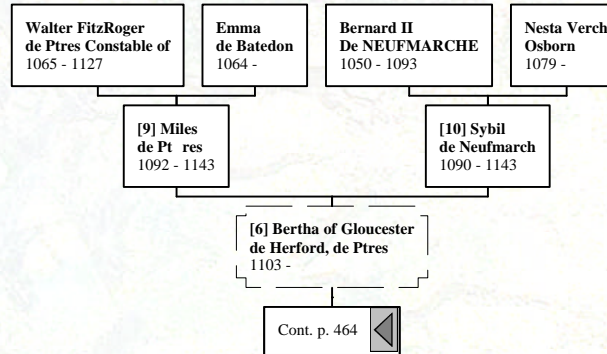 Walter FitzRoger
de Ptres Constable of
1065 - 1127
Emma
de Batedon
1064 -
Bernard II
De NEUFMARCHE
1050 - 1093
Nesta Verch
Osborn
1079 -
[9] Miles
de Pt res
1092 - 1143
[10] Sybil
de Neufmarch
1090 - 1143
[6] Bertha of Gloucester
de Herford, de Ptres
1103 -
Cont. p. 464